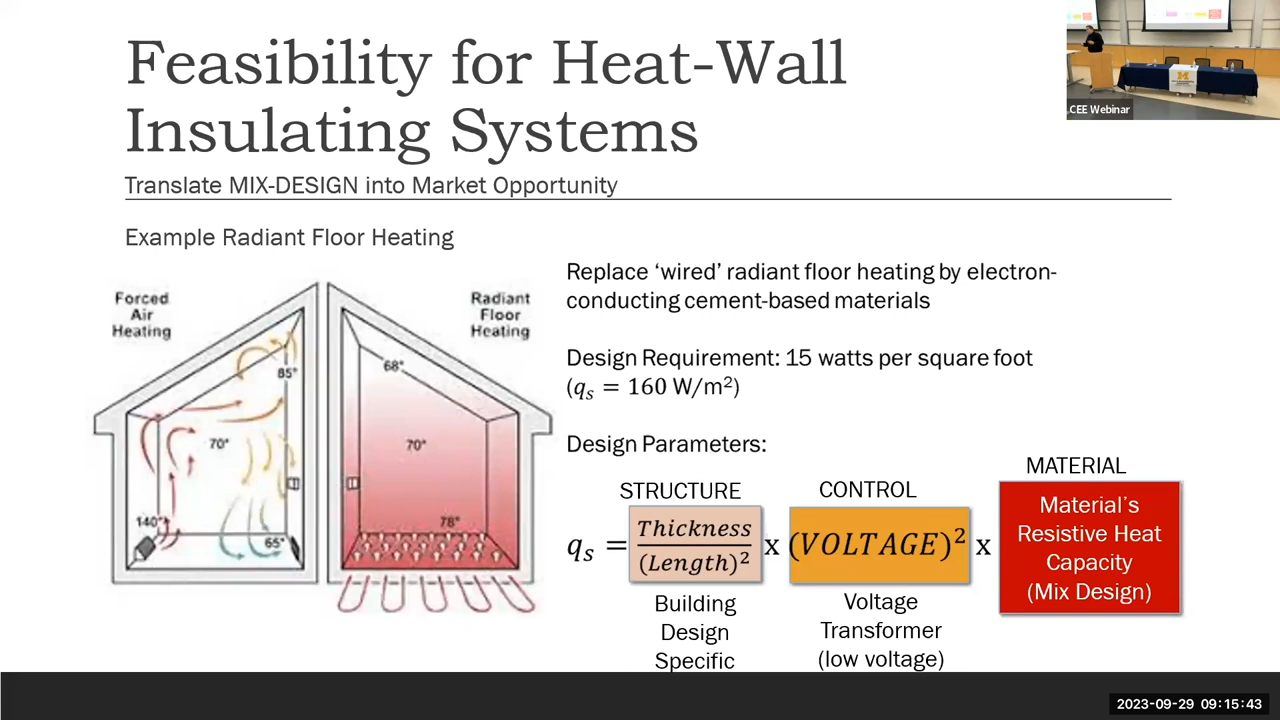 Feasibility for Heat-Wall
Insulating Systems
Translate MIX-DESIGN into Market Opportunity
Example Radiant Floor Heating
Forced
Air
Heating
85°
70°
140°
65°
Radiant
Floor
Heating
68°
70°
78°
Replace ‘wired’ radiant floor heating by electron-
conducting cement-based materials
Design Requirement: 15 watts per square foot
(qₛ = 160 W/m²)
Design Parameters:
STRUCTURE
CONTROL
MATERIAL
qₛ = Thickness / (Length)² x (VOLTAGE)² x
Material’s
Resistive Heat
Capacity
(Mix Design)
Building
Design
Specific
Voltage
Transformer
(low voltage)
CEE Webinar
M
2023-09-29 09:15:43